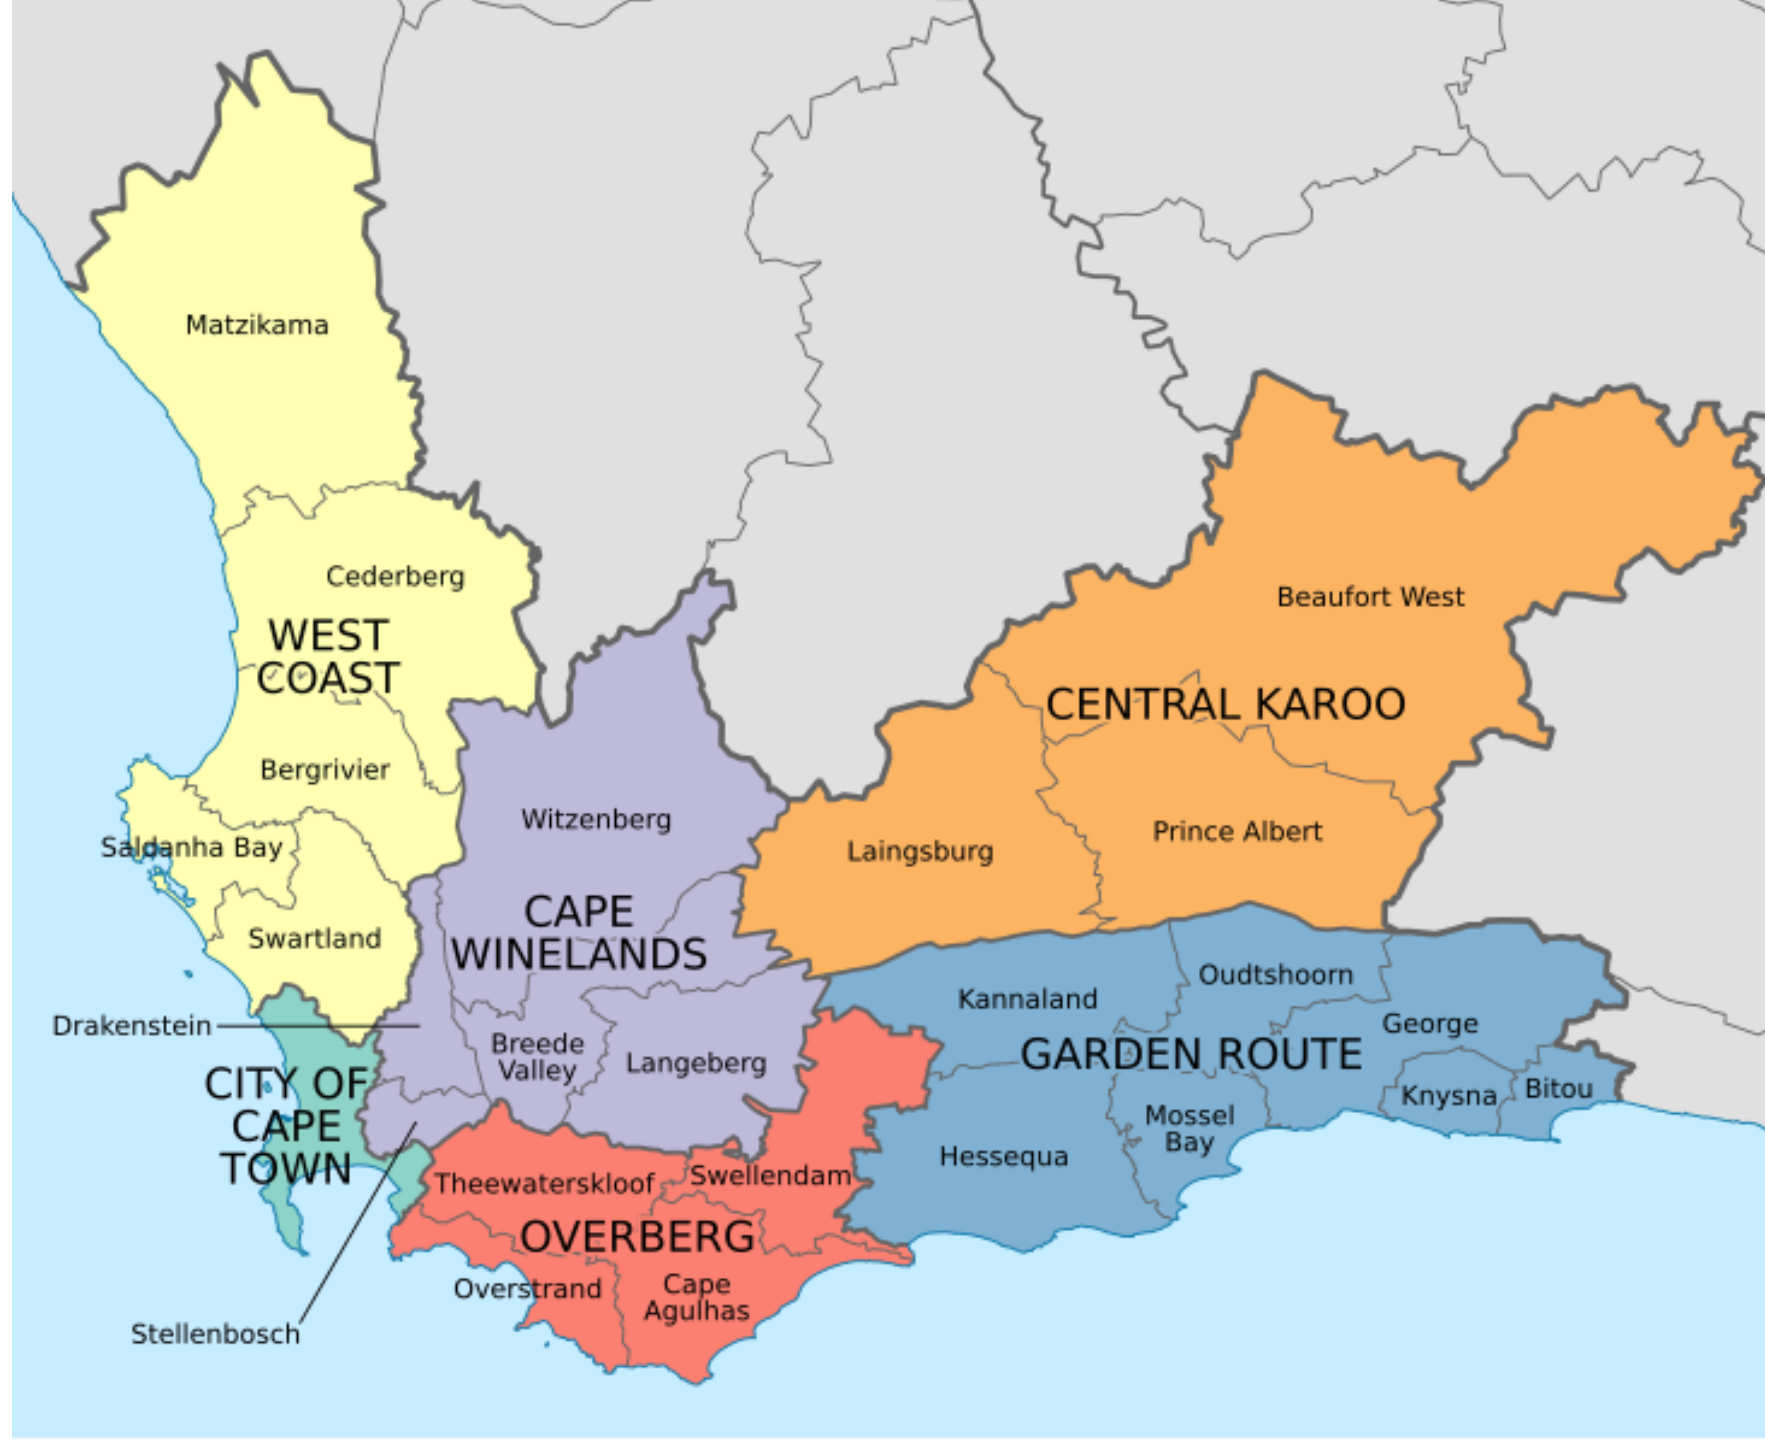 Matzikama
Cederberg
WEST
COAST
Bergrivier
Saldanha Bay
Swartland
Drakenstein
CITY OF
CAPE
TOWN
Stellenbosch
Witzenberg
CAPE
WINELANDS
Breede
Valley
Langeberg
Theewaterskloof
Swellendam
OVERBERG
Overstrand
Cape
Agulhas
Beaufort West
CENTRAL KAROO
Laingsburg
Prince Albert
Kannaland
Oudtshoorn
George
GARDEN ROUTE
Knysna
Bitou
Mossel
Bay
Hessequa